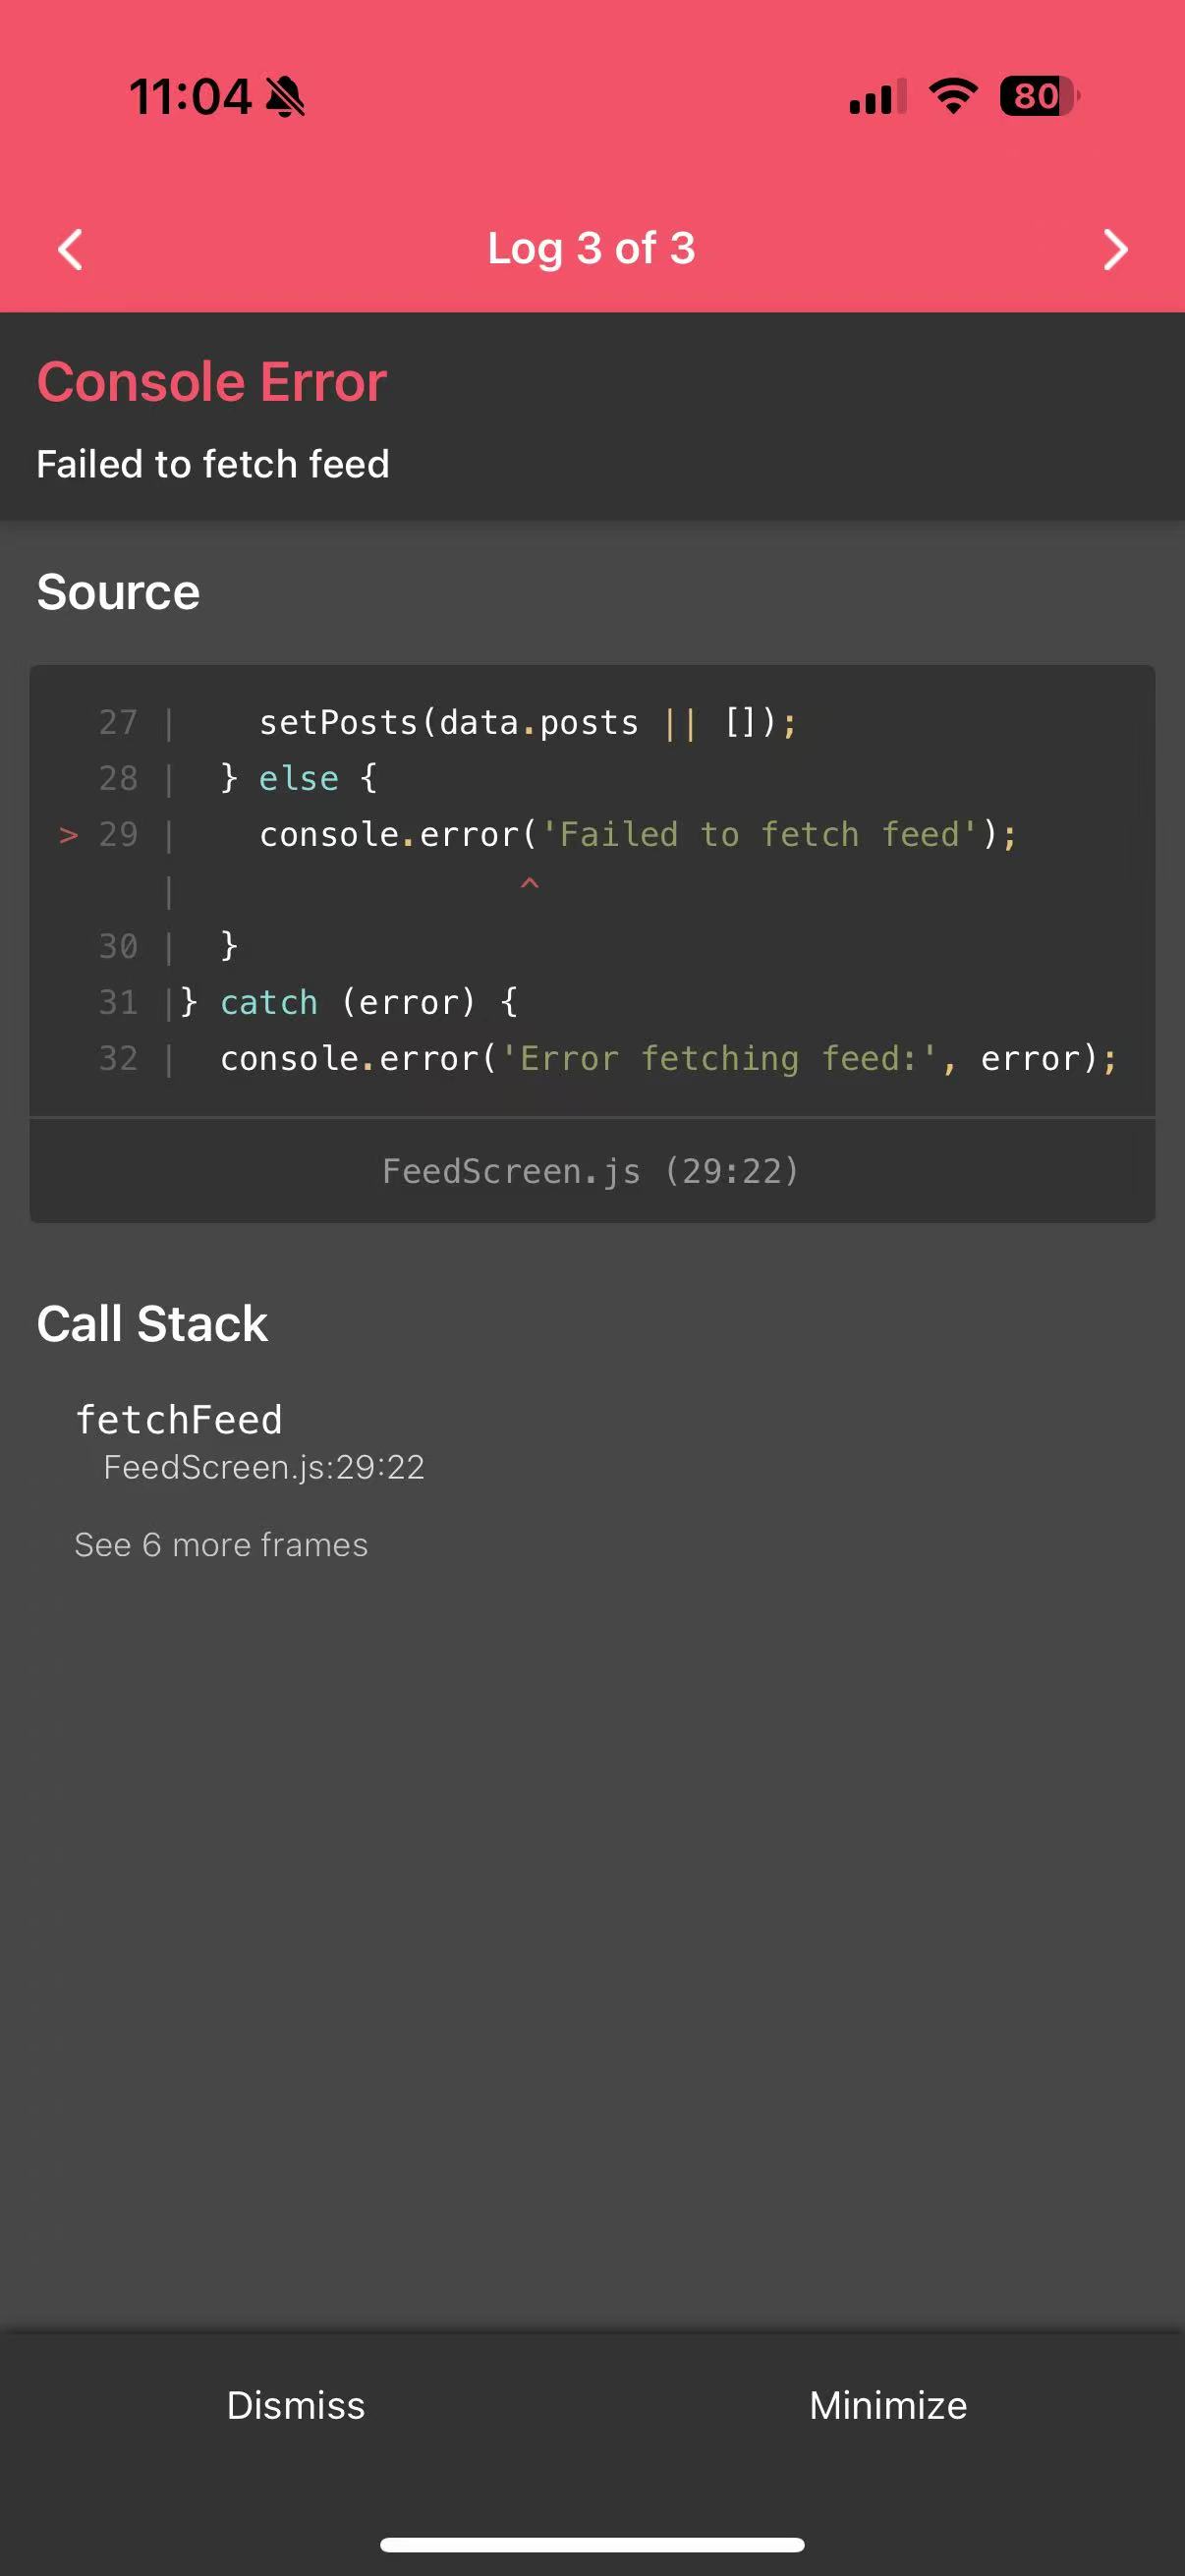 11:04
80
Log 3 of 3
Console Error
Failed to fetch feed
Source
27 |    setPosts(data.posts || []);
28 |  } else {
> 29 |    console.error('Failed to fetch feed');
|                 ^
30 |  }
31 |} catch (error) {
32 |  console.error('Error fetching feed:', error);
FeedScreen.js (29:22)
Call Stack
fetchFeed
FeedScreen.js:29:22
See 6 more frames
Dismiss
Minimize